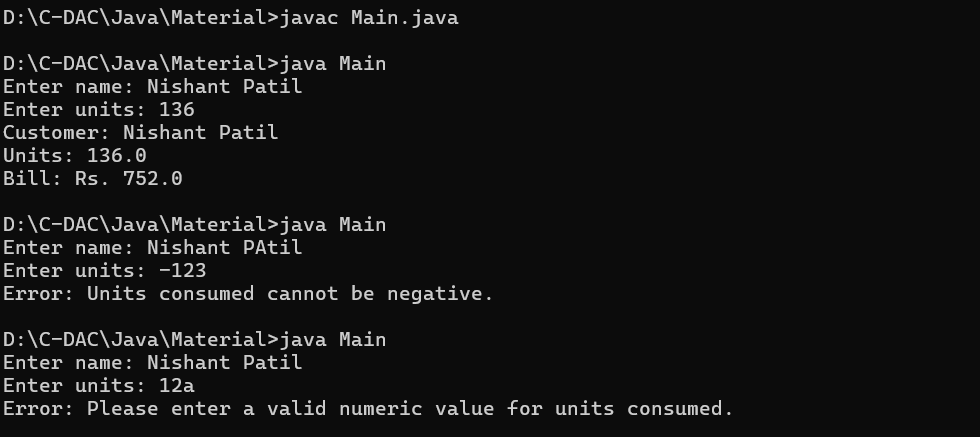 D:\C-DAC\Java\Material>javac Main.java
D:\C-DAC\Java\Material>java Main
Enter name: Nishant Patil
Enter units: 136
Customer: Nishant Patil
Units: 136.0
Bill: Rs. 752.0
D:\C-DAC\Java\Material>java Main
Enter name: Nishant PAtil
Enter units: -123
Error: Units consumed cannot be negative.
D:\C-DAC\Java\Material>java Main
Enter name: Nishant Patil
Enter units: 12a
Error: Please enter a valid numeric value for units consumed.